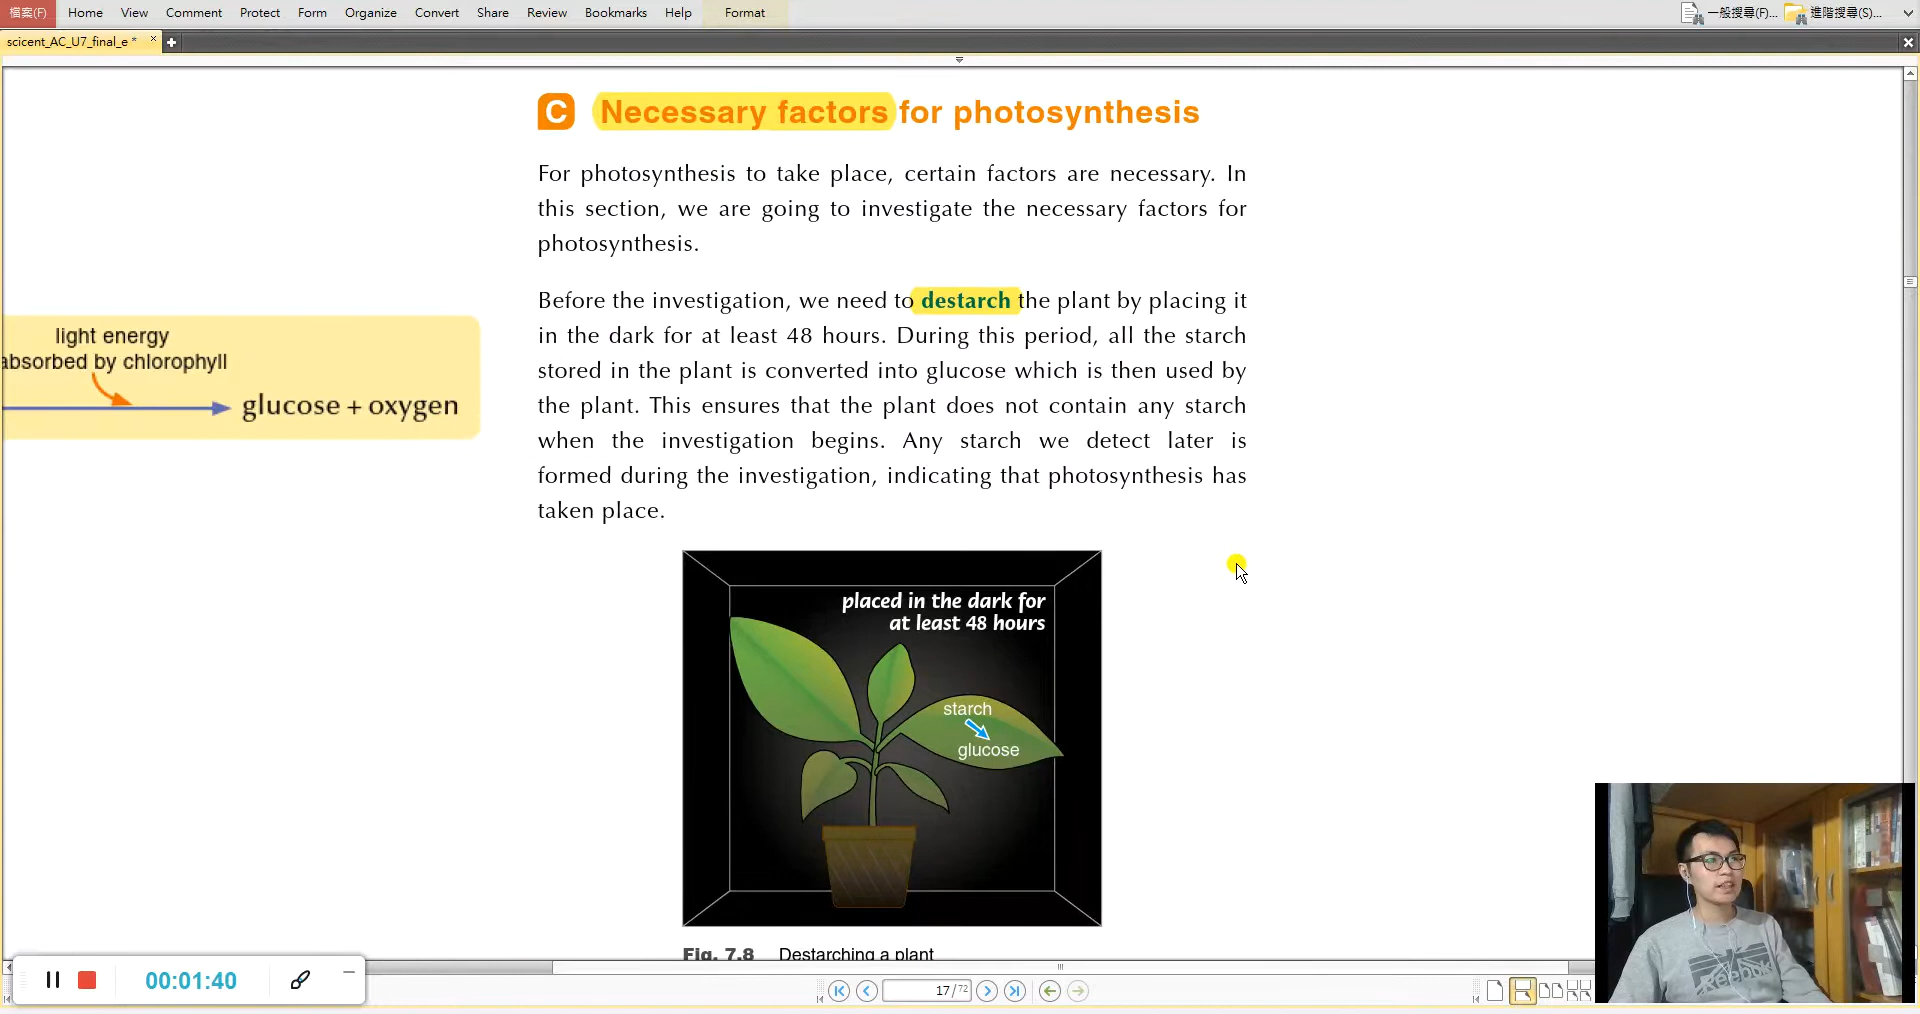 檔案(F) Home View Comment Protect Form Organize Convert Share Review Bookmarks Help Format 一般搜尋(F)... 進階搜尋(S)...
scicent_AC_U7_final_e * ×
C Necessary factors for photosynthesis
For photosynthesis to take place, certain factors are necessary. In
this section, we are going to investigate the necessary factors for
photosynthesis.
Before the investigation, we need to destarch the plant by placing it
in the dark for at least 48 hours. During this period, all the starch
stored in the plant is converted into glucose which is then used by
the plant. This ensures that the plant does not contain any starch
when the investigation begins. Any starch we detect later is
formed during the investigation, indicating that photosynthesis has
taken place.
light energy
absorbed by chlorophyll
glucose + oxygen
placed in the dark for
at least 48 hours
starch
glucose
Fig. 7.8 Destarching a plant
00:01:40
17 / 72
Reebok